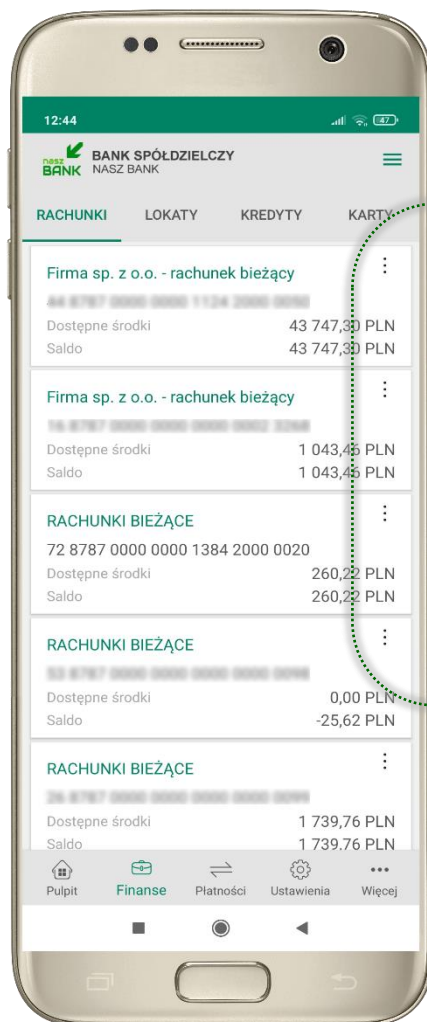 12:44
47
nasz BANK
BANK SPÓŁDZIELCZY
NASZ BANK
RACHUNKI LOKATY KREDYTY KARTY
Firma sp. z o.o. - rachunek bieżący
Dostępne środki 43 747,30 PLN
Saldo 43 747,30 PLN
Firma sp. z o.o. - rachunek bieżący
Dostępne środki 1 043,46 PLN
Saldo 1 043,46 PLN
RACHUNKI BIEŻĄCE
72 8787 0000 0000 1384 2000 0020
Dostępne środki 260,22 PLN
Saldo 260,22 PLN
RACHUNKI BIEŻĄCE
Dostępne środki 0,00 PLN
Saldo -25,62 PLN
RACHUNKI BIEŻĄCE
Dostępne środki 1 739,76 PLN
Saldo 1 739,76 PLN
Pulpit Finanse Płatności Ustawienia Więcej